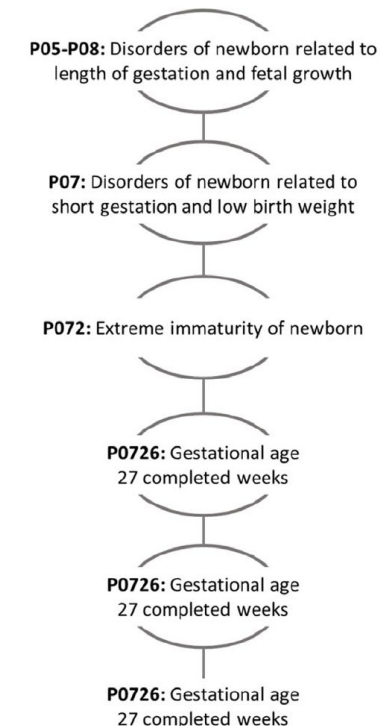 P05-P08: Disorders of newborn related to
length of gestation and fetal growth
P07: Disorders of newborn related to
short gestation and low birth weight
P072: Extreme immaturity of newborn
P0726: Gestational age
27 completed weeks
P0726: Gestational age
27 completed weeks
P0726: Gestational age
27 completed weeks